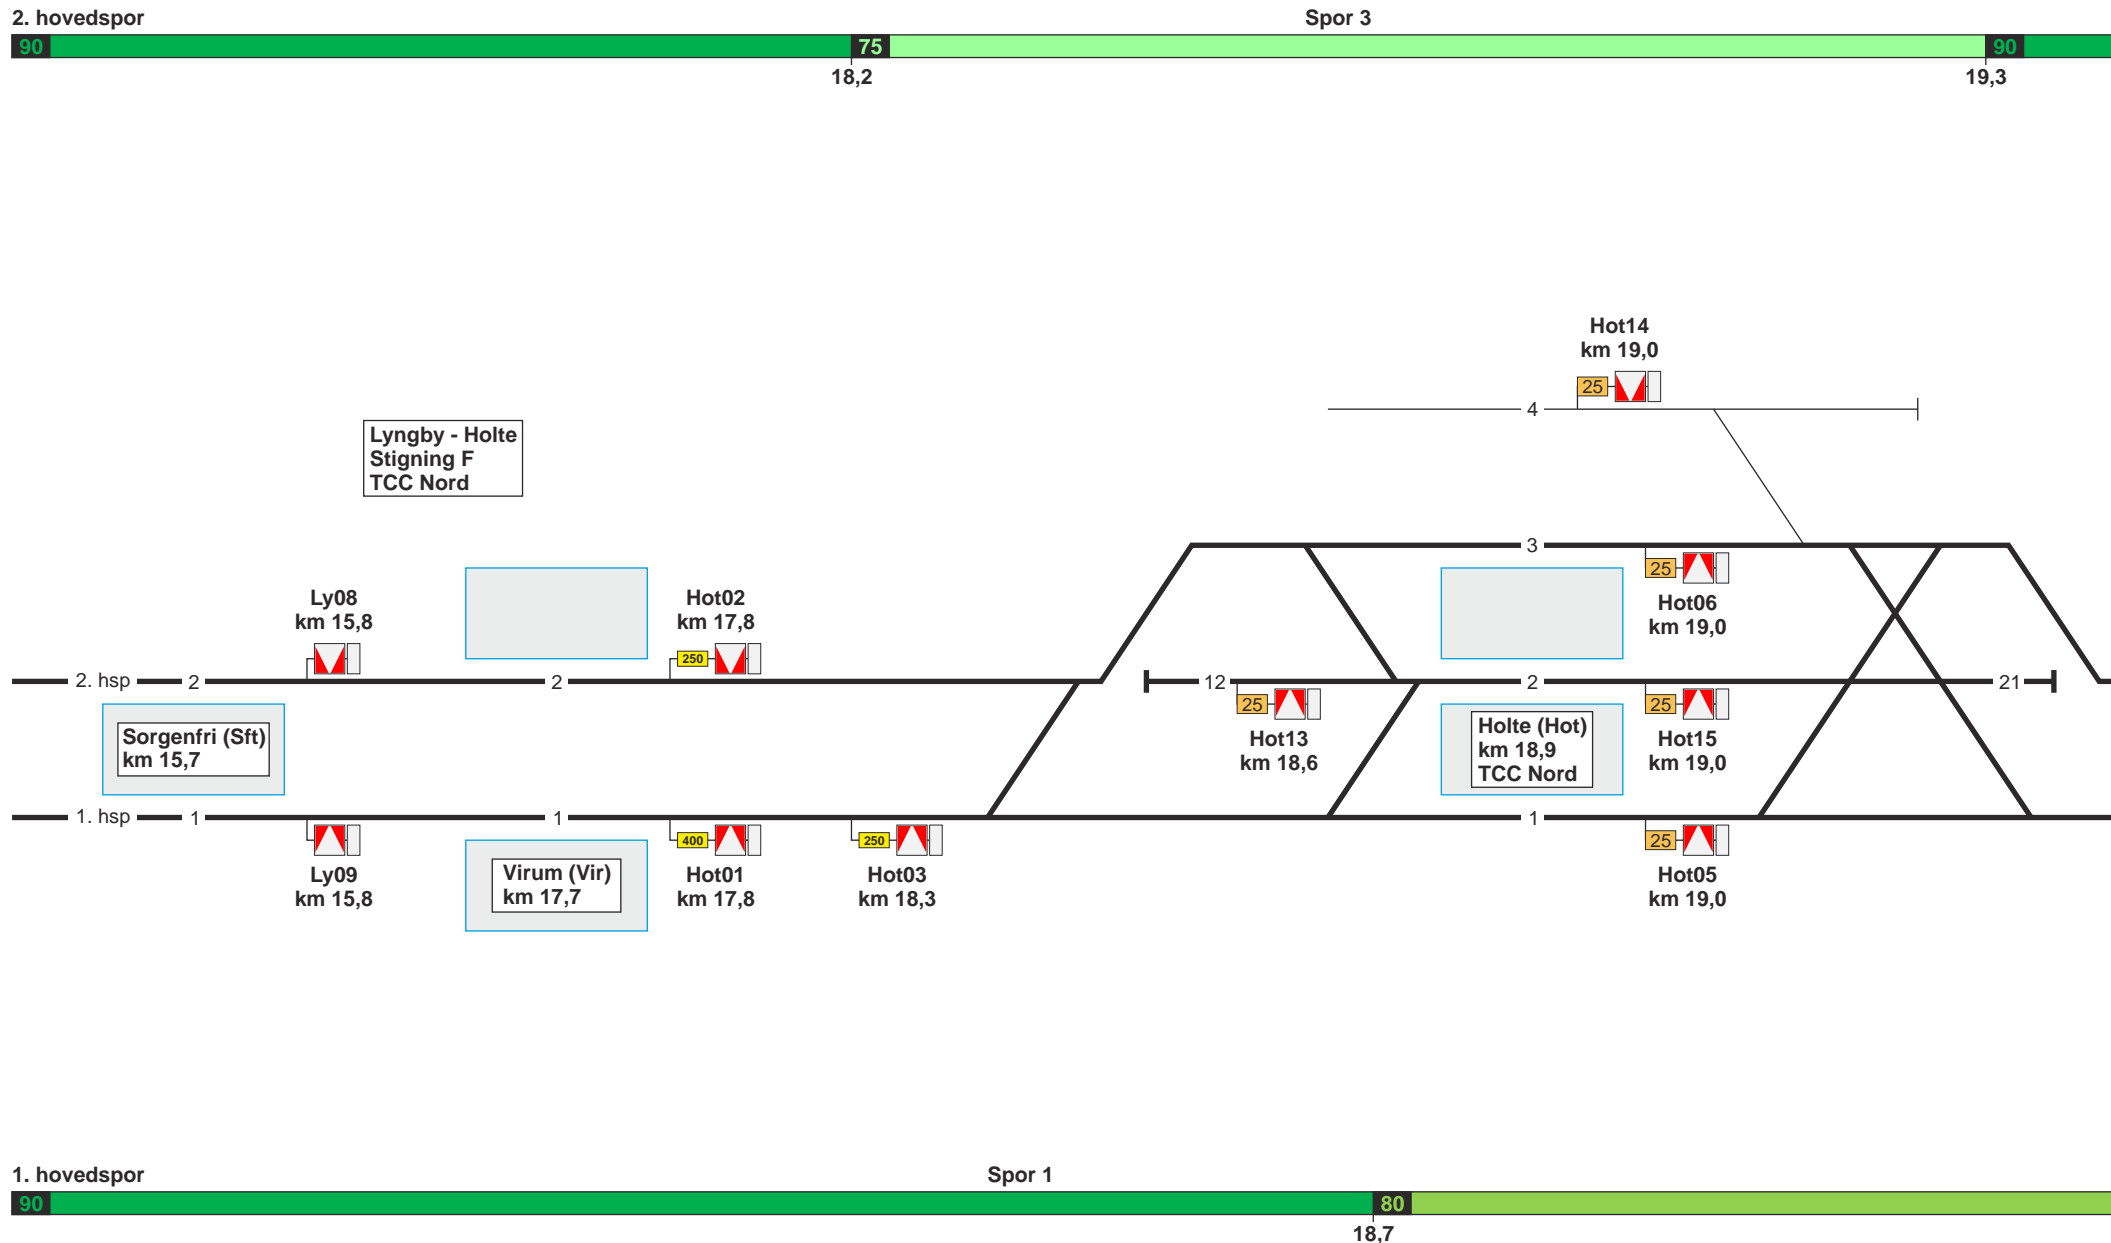 2. hovedspor
Spor 3
90
75
90
18,2
19,3
Hot14
km 19,0
25
4
Lyngby - Holte
Stigning F
TCC Nord
3
25
Hot06
km 19,0
Ly08
km 15,8
Hot02
km 17,8
250
2. hsp
2
2
12
2
21
25
Hot13
km 18,6
25
Hot15
km 19,0
Sorgenfri (Sft)
km 15,7
Holte (Hot)
km 18,9
TCC Nord
1. hsp
1
1
1
400
250
25
Ly09
km 15,8
Virum (Vir)
km 17,7
Hot01
km 17,8
Hot03
km 18,3
Hot05
km 19,0
1. hovedspor
Spor 1
90
80
18,7